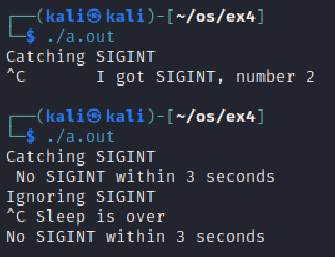 ┌──(kali㉿kali)-[~/os/ex4]
└─$ ./a.out
Catching SIGINT
^C       I got SIGINT, number 2
┌──(kali㉿kali)-[~/os/ex4]
└─$ ./a.out
Catching SIGINT
 No SIGINT within 3 seconds
Ignoring SIGINT
^C Sleep is over
No SIGINT within 3 seconds